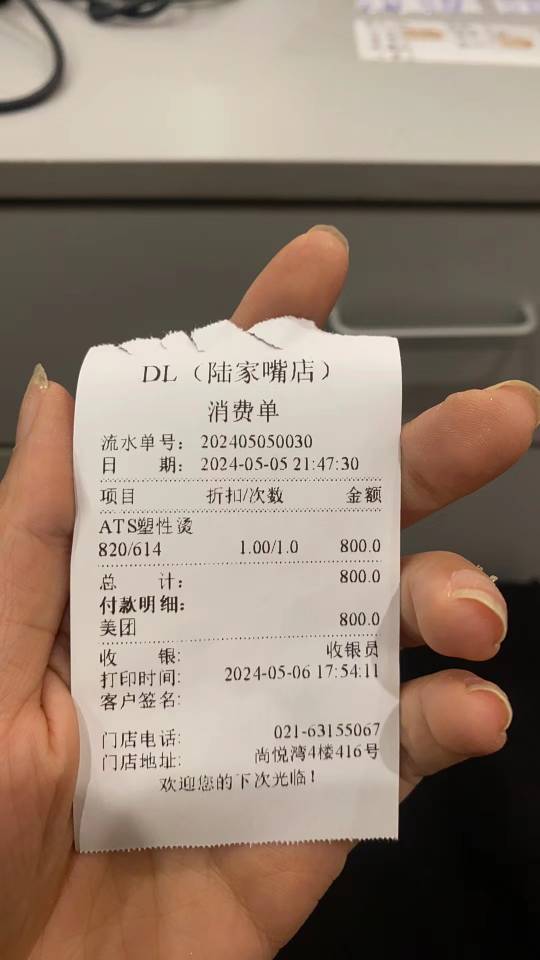 DL（陆家嘴店）
消费单
流水单号: 202405050030
日 期: 2024-05-05 21:47:30
项目 折扣/次数 金额
ATS塑性烫
820/614 1.00/1.0 800.0
总 计: 800.0
付款明细:
美团 800.0
收 银: 收银员
打印时间: 2024-05-06 17:54:11
客户签名:
门店电话: 021-63155067
门店地址: 尚悦湾4楼416号
欢迎您的下次光临！